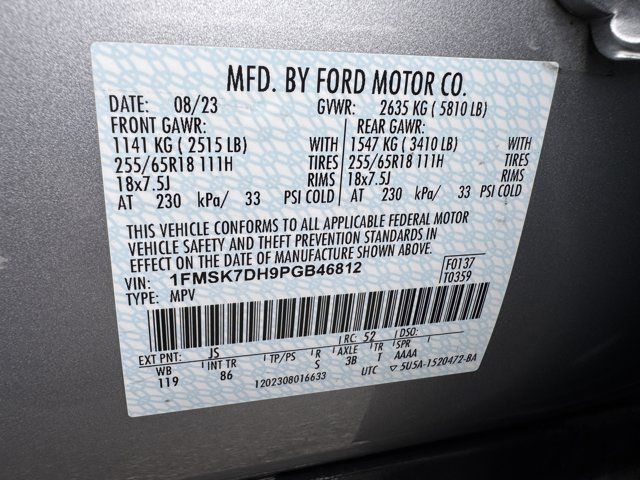 MFD. BY FORD MOTOR CO.
DATE: 08/23 GVWR: 2635 KG ( 5810 LB)
FRONT GAWR: REAR GAWR:
1141 KG ( 2515 LB) WITH 1547 KG ( 3410 LB) WITH
255/65R18 111H TIRES 255/65R18 111H TIRES
18x7.5J RIMS 18x7.5J RIMS
AT 230 kPa/ 33 PSI COLD AT 230 kPa/ 33 PSI COLD
THIS VEHICLE CONFORMS TO ALL APPLICABLE FEDERAL MOTOR
VEHICLE SAFETY AND THEFT PREVENTION STANDARDS IN
EFFECT ON THE DATE OF MANUFACTURE SHOWN ABOVE.
VIN: 1FMSK7DH9PGB46812 F0137
TYPE: MPV T0359
EXT PNT: JS RC: 52 DSO:
WB INT TR TP/PS R AXLE TR SPR
119 86 S 3B T AAAA
1202308016633 UTC ▽ 5U5A-1520472-BA